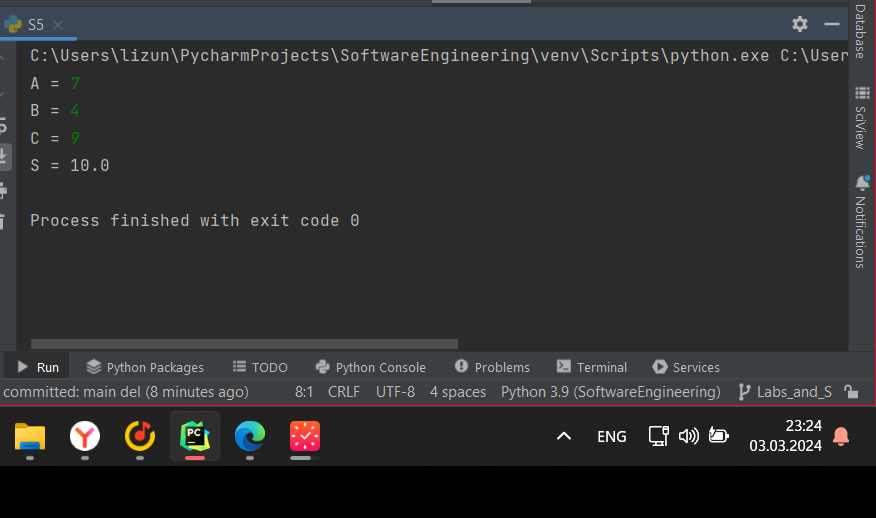 S5
C:\Users\lizun\PycharmProjects\SoftwareEngineering\venv\Scripts\python.exe C:\User
A = 7
B = 4
C = 9
S = 10.0
Process finished with exit code 0
Database
SciView
Notifications
Run Python Packages TODO Python Console Problems Terminal Services
committed: main del (8 minutes ago) 8:1 CRLF UTF-8 4 spaces Python 3.9 (SoftwareEngineering) Labs_and_S
PC
ENG
23:24
03.03.2024